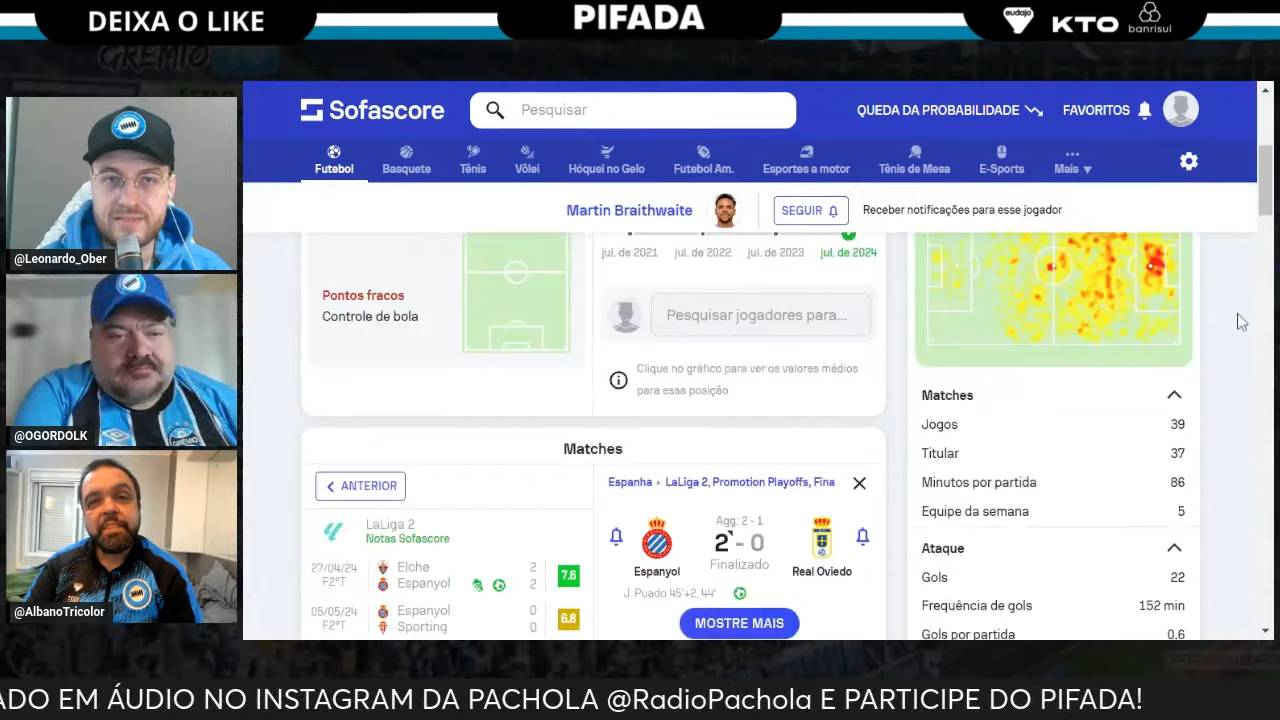 DEIXA O LIKE
PIFADA
eudajo
KTO
banrisul
GRÊMIO
Sofascore
Pesquisar
QUEDA DA PROBABILIDADE
FAVORITOS
Futebol
Basquete
Tênis
Vôlei
Hóquei no Gelo
Futebol Am.
Esportes a motor
Tênis de Mesa
E-Sports
Mais
Martin Braithwaite
SEGUIR
Receber notificações para esse jogador
@Leonardo_Ober
@OGORDOLK
@AlbanoTricolor
Pontos fracos
Controle de bola
jul. de 2021
jul. de 2022
jul. de 2023
jul. de 2024
Pesquisar jogadores para...
Clique no gráfico para ver os valores médios
para essa posição
Matches
ANTERIOR
LaLiga 2
Notas Sofascore
27/04/24
F2°T
Elche 2
Espanyol 2
7.6
05/05/24
F2°T
Espanyol 0
Sporting 0
6.6
Espanha
LaLiga 2, Promotion Playoffs, Fina
Agg: 2 - 1
2 - 0
Finalizado
Espanyol
Real Oviedo
J. Puado 45'+2, 44'
MOSTRE MAIS
Matches
Jogos 39
Titular 37
Minutos por partida 86
Equipe da semana 5
Ataque
Gols 22
Frequência de gols 152 min
Gols por partida 0.6
ADO EM ÁUDIO NO INSTAGRAM DA PACHOLA @RadioPachola E PARTICIPE DO PIFADA!